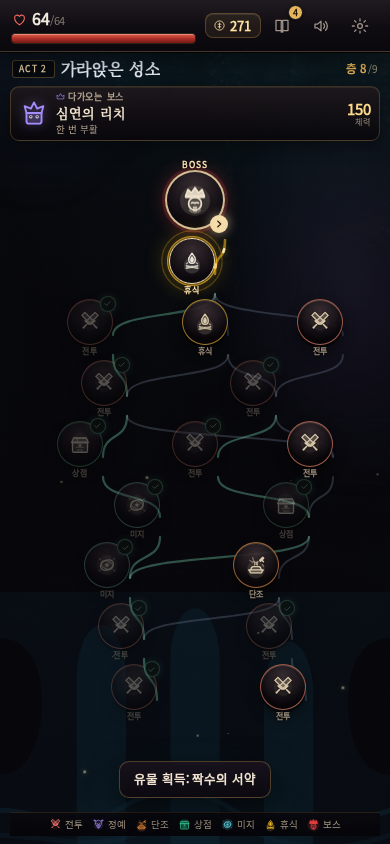 64/64
271
4
ACT 2 가라앉은 성소
층 8/9
다가오는 보스
심연의 리치
한 번 부활
150
체력
BOSS
휴식
전투 휴식 전투
전투 전투
상점 전투 전투
미지 상점
미지 단조
전투 전투
전투 전투
유물 획득: 짝수의 서약
전투 정예 단조 상점 미지 휴식 보스